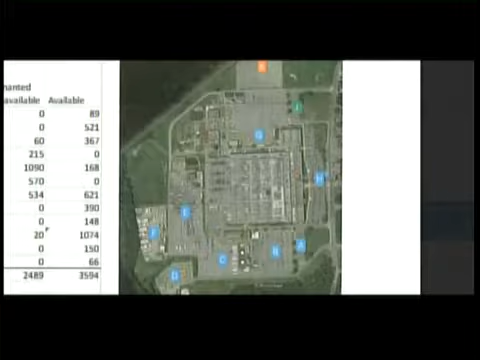 nanted
available Available
0 89
0 521
60 367
215 0
1090 168
570 0
534 621
0 390
0 148
20 1074
0 150
0 66
2489 3594
G
H
E
F
A
B
C
D